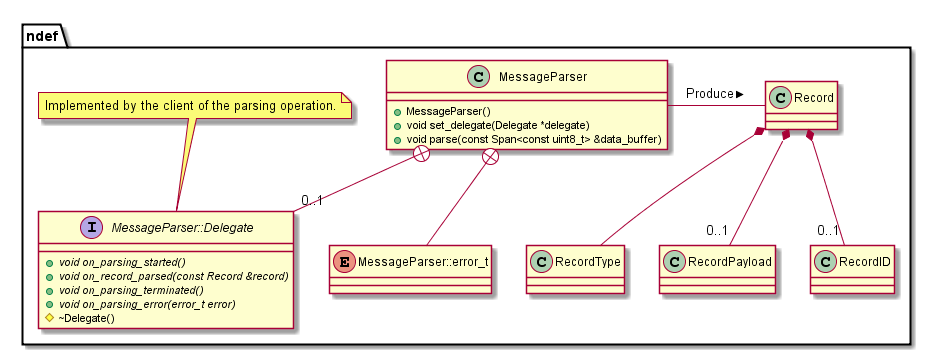 ndef
C MessageParser
MessageParser()
void set_delegate(Delegate *delegate)
void parse(const Span<const uint8_t> &data_buffer)
Produce ▶
C Record
Implemented by the client of the parsing operation.
0..1
I MessageParser::Delegate
void on_parsing_started()
void on_record_parsed(const Record &record)
void on_parsing_terminated()
void on_parsing_error(error_t error)
~Delegate()
E MessageParser::error_t
C RecordType
0..1
C RecordPayload
0..1
C RecordID